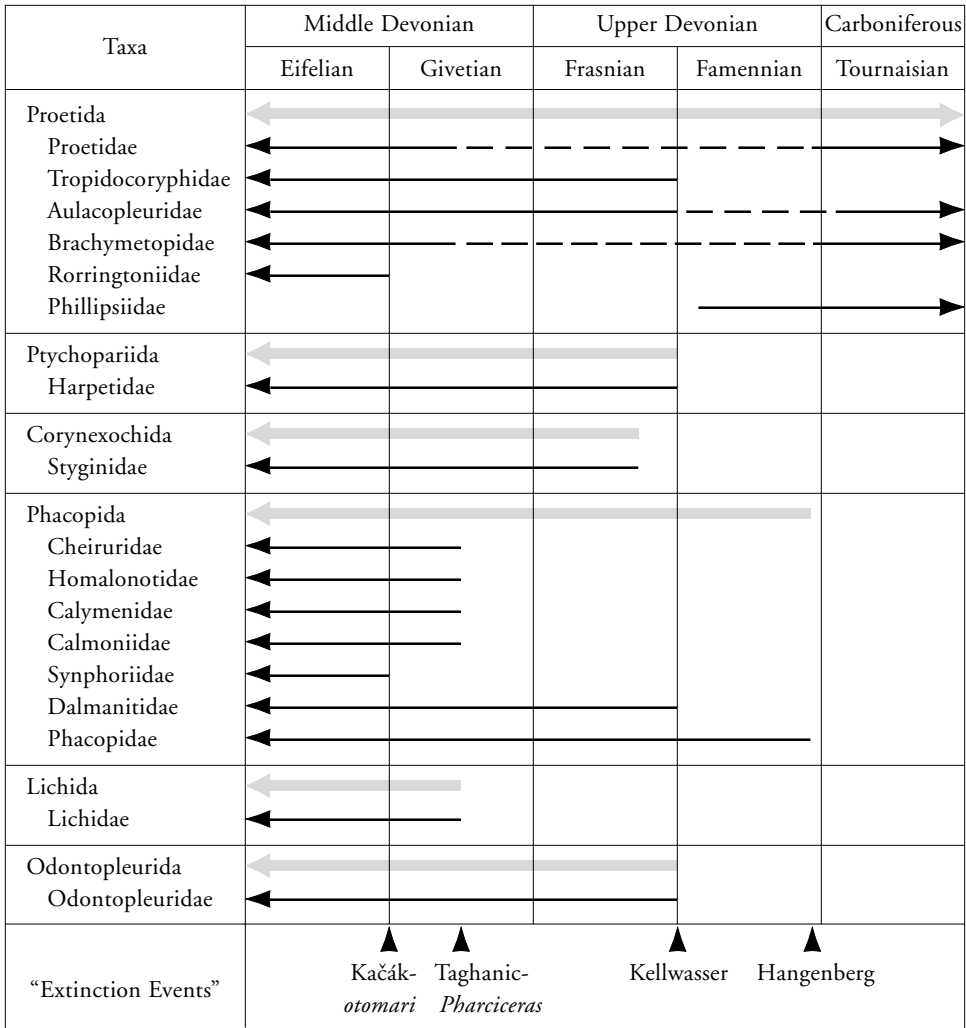 Taxa
Middle Devonian
Upper Devonian
Carboniferous
Eifelian
Givetian
Frasnian
Famennian
Tournaisian
Proetida
Proetidae
Tropidocoryphidae
Aulacopleuridae
Brachymetopidae
Rorringtoniidae
Phillipsiidae
Ptychopariida
Harpetidae
Corynexochida
Styginidae
Phacopida
Cheiruridae
Homalonotidae
Calymenidae
Calmoniidae
Synphoriidae
Dalmanitidae
Phacopidae
Lichida
Lichidae
Odontopleurida
Odontopleuridae
“Extinction Events”
Kačák-
otomari
Taghanic-
Pharciceras
Kellwasser
Hangenberg